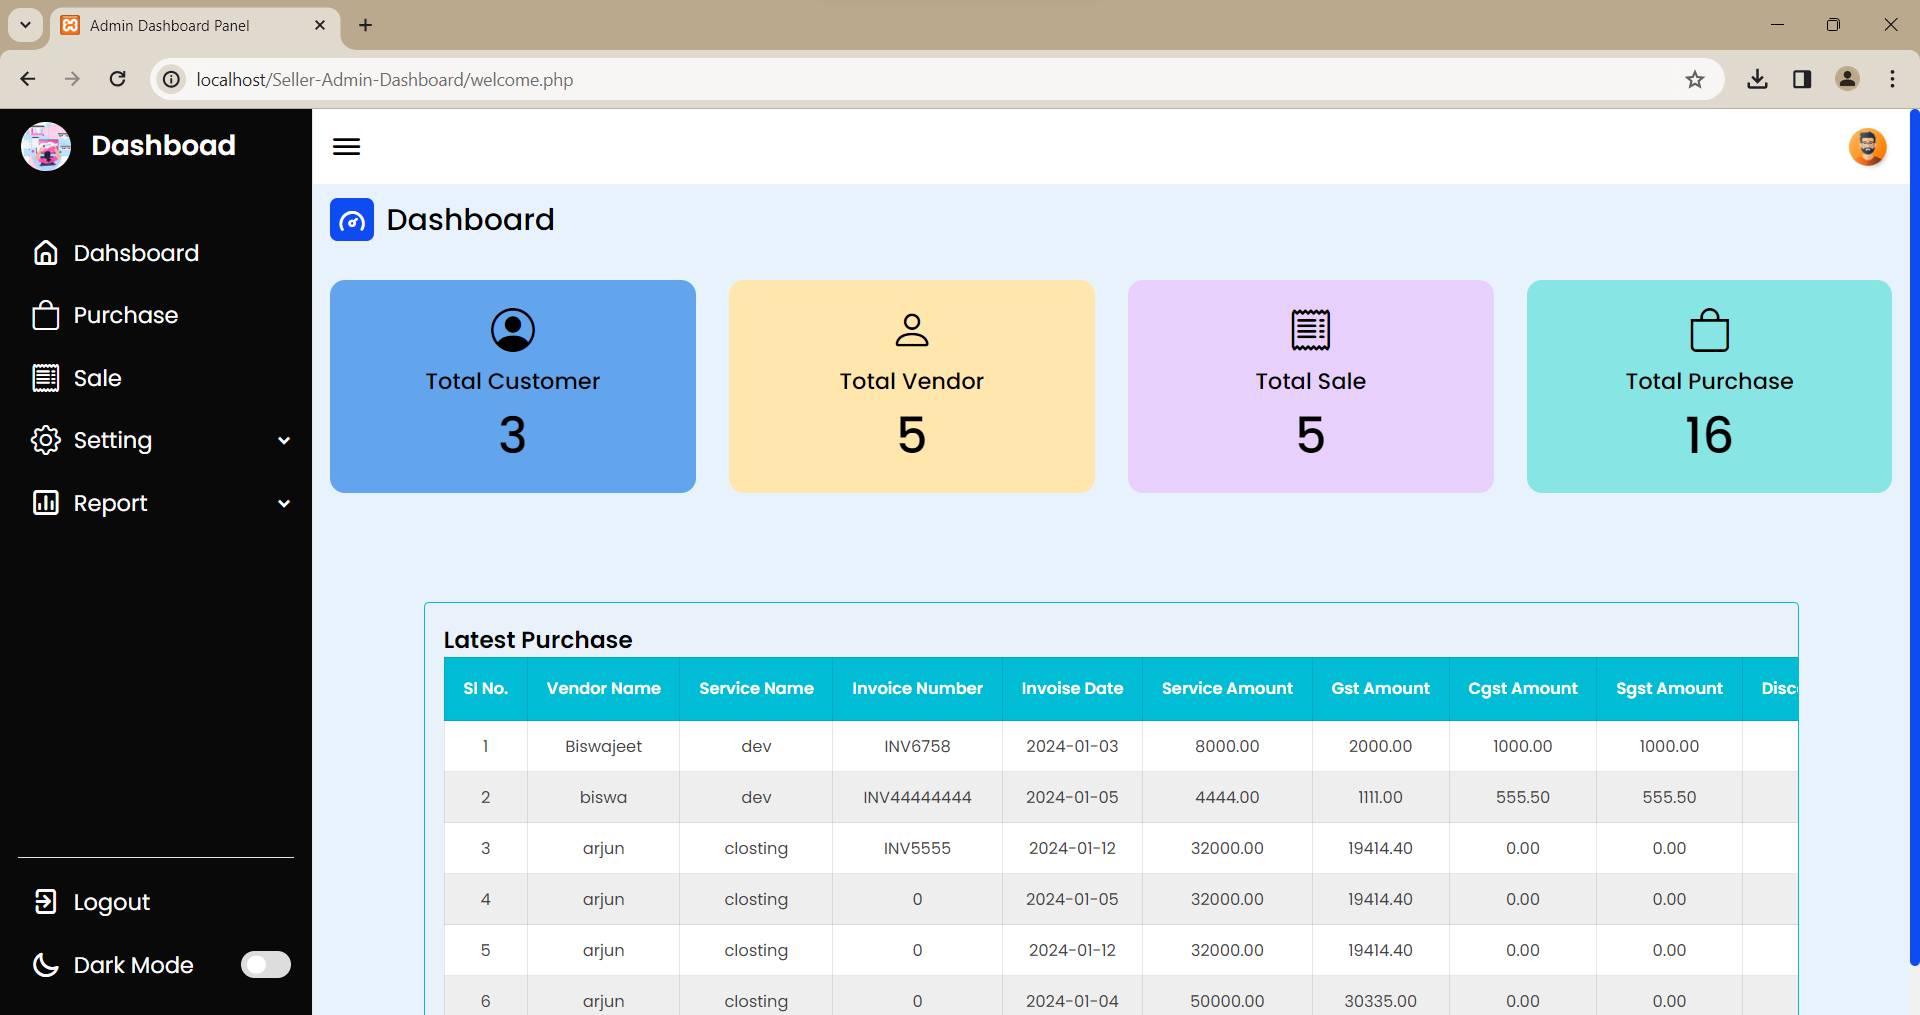 Admin Dashboard Panel
localhost/Seller-Admin-Dashboard/welcome.php
Dashboad
Dahsboard
Purchase
Sale
Setting
Report
Logout
Dark Mode
Dashboard
Total Customer
3
Total Vendor
5
Total Sale
5
Total Purchase
16
Latest Purchase
Sl No. Vendor Name Service Name Invoice Number Invoise Date Service Amount Gst Amount Cgst Amount Sgst Amount Disc
1 Biswajeet dev INV6758 2024-01-03 8000.00 2000.00 1000.00 1000.00
2 biswa dev INV44444444 2024-01-05 4444.00 1111.00 555.50 555.50
3 arjun closting INV5555 2024-01-12 32000.00 19414.40 0.00 0.00
4 arjun closting 0 2024-01-05 32000.00 19414.40 0.00 0.00
5 arjun closting 0 2024-01-12 32000.00 19414.40 0.00 0.00
6 arjun closting 0 2024-01-04 50000.00 30335.00 0.00 0.00